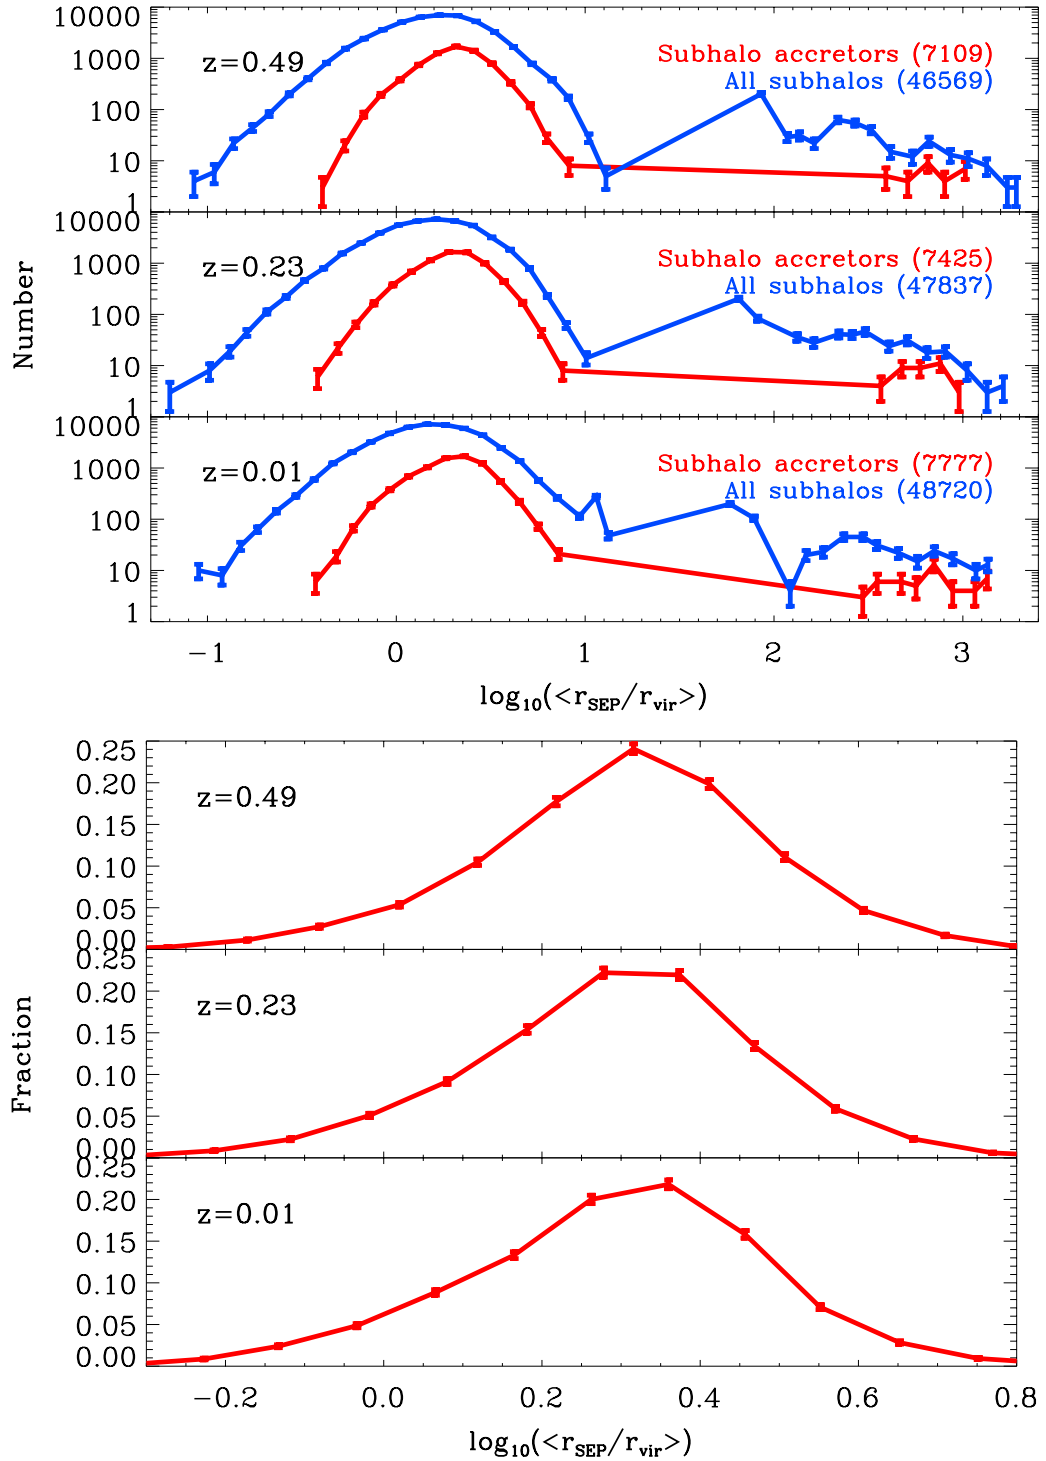 10000
1000
100
10
1
z=0.49
Subhalo accretors (7109)
All subhalos (46569)
10000
1000
100
10
1
z=0.23
Subhalo accretors (7425)
All subhalos (47837)
Number
10000
1000
100
10
1
z=0.01
Subhalo accretors (7777)
All subhalos (48720)
−1 0 1 2 3
log₁₀(<r_SEP/r_vir>)
0.25
0.20
0.15
0.10
0.05
0.00
z=0.49
0.25
0.20
0.15
0.10
0.05
0.00
z=0.23
Fraction
0.25
0.20
0.15
0.10
0.05
0.00
z=0.01
−0.2 0.0 0.2 0.4 0.6 0.8
log₁₀(<r_SEP/r_vir>)